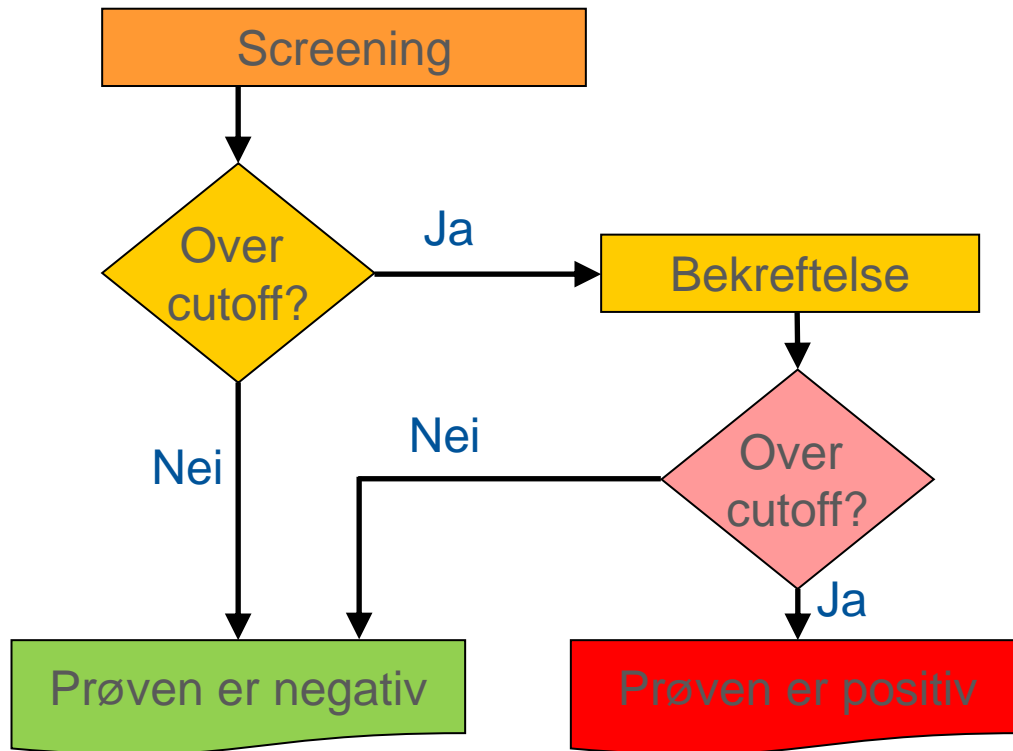 Screening
Over
cutoff?
Ja
Bekreftelse
Nei
Nei
Over
cutoff?
Ja
Prøven er negativ
Prøven er positiv